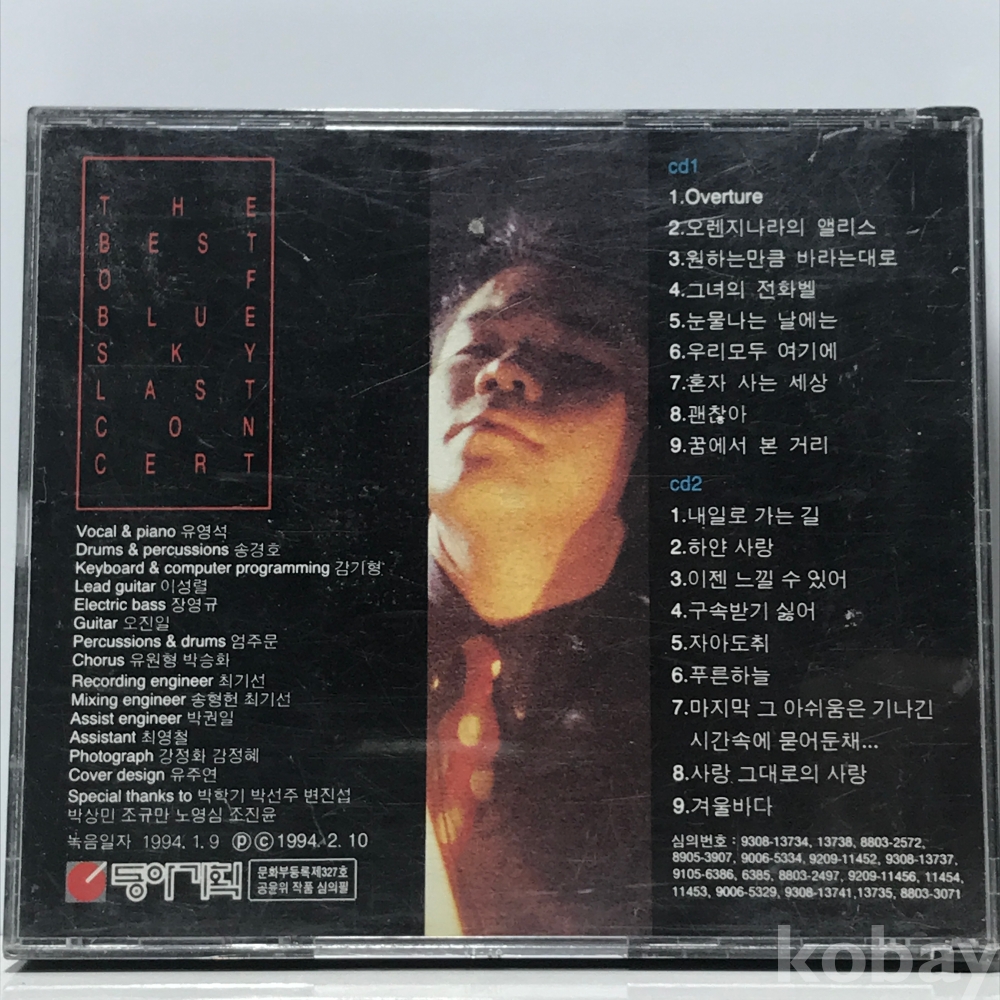 THE
BEST
OF
BLUE
SKY
LAST
CON
CERT
Vocal & piano 유영석
Drums & percussions 송경호
Keyboard & computer programming 감기형
Lead guitar 이성렬
Electric bass 장영규
Guitar 오진일
Percussions & drums 엄주문
Chorus 유원형 박승화
Recording engineer 최기선
Mixing engineer 송형헌 최기선
Assist engineer 박권일
Assistant 최영철
Photograph 강정화 감정혜
Cover design 유주연
Special thanks to 박학기 박선주 변진섭
박상민 조규만 노영심 조진윤
녹음일자 1994.1.9 ⓟⓒ1994.2.10
동아기획
문화부등록제327호
공윤위 작품 심의필
cd1
1.Overture
2.오렌지나라의 앨리스
3.원하는만큼 바라는대로
4.그녀의 전화벨
5.눈물나는 날에는
6.우리모두 여기에
7.혼자 사는 세상
8.괜찮아
9.꿈에서 본 거리
cd2
1.내일로 가는 길
2.하얀 사랑
3.이젠 느낄 수 있어
4.구속받기 싫어
5.자아도취
6.푸른하늘
7.마지막 그 아쉬움은 기나긴
시간속에 묻어둔채...
8.사랑 그대로의 사랑
9.겨울바다
심의번호 : 9308-13734, 13738, 8803-2572,
8905-3907, 9006-5334, 9209-11452, 9308-13737,
9105-6386, 6385, 8803-2497, 9209-11456, 11454,
11453, 9006-5329, 9308-13741, 13735, 8803-3071
kobay